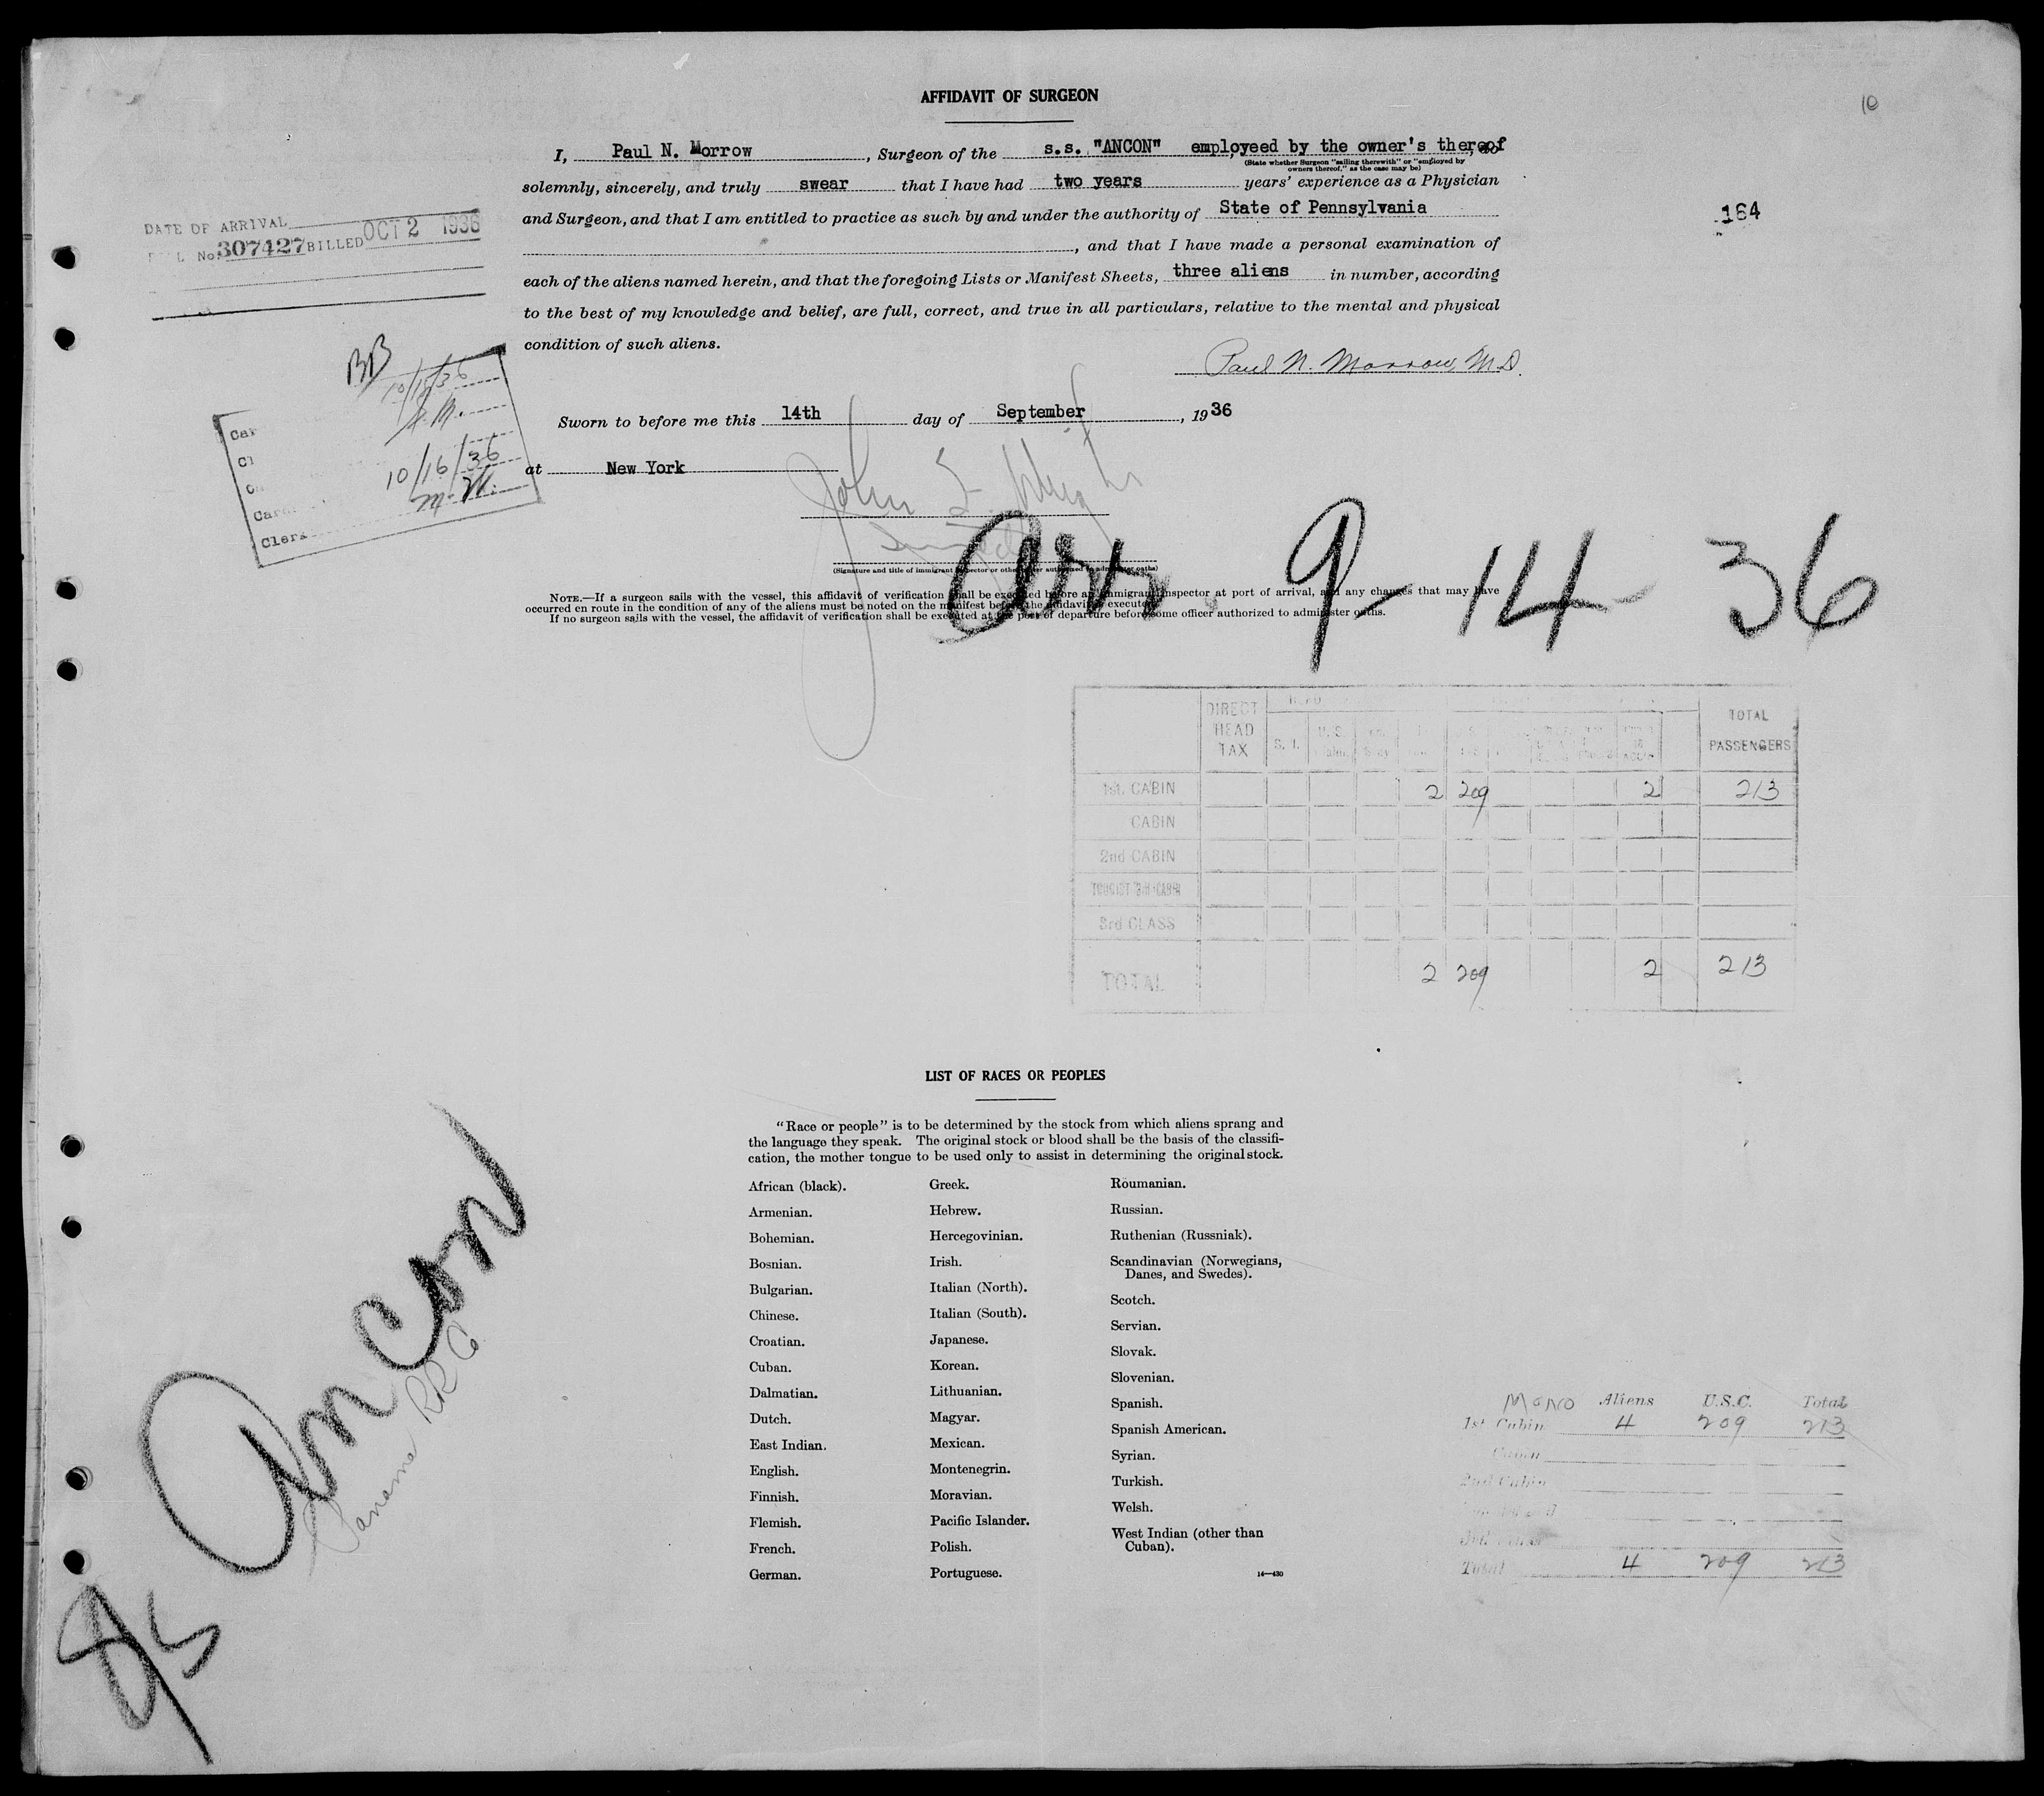 AFFIDAVIT OF SURGEON
10
I, Paul N. Morrow, Surgeon of the s.s. "ANCON" employeed by the owner's thereof
(State whether Surgeon "sailing therewith" or "employed by
owners thereof," as the case may be)
solemnly, sincerely, and truly swear that I have had two years years' experience as a Physician
and Surgeon, and that I am entitled to practice as such by and under the authority of State of Pennsylvania
, and that I have made a personal examination of
each of the aliens named herein, and that the foregoing Lists or Manifest Sheets, three aliens in number, according
to the best of my knowledge and belief, are full, correct, and true in all particulars, relative to the mental and physical
condition of such aliens.
164
DATE OF ARRIVAL
No. 307427 BILLED OCT 2 1936
Paul N. Morrow, M.D.
BB
10/15/36
10/16/36
M.W.
Clerk
Sworn to before me this 14th day of September, 1936
at New York
(Signature and title of immigrant inspector or other officer authorized to administer oaths)
Arr 9-14-36
NOTE.—If a surgeon sails with the vessel, this affidavit of verification shall be executed before an immigrant inspector at port of arrival, and any changes that may have
occurred en route in the condition of any of the aliens must be noted on the manifest before the affidavit is executed.
If no surgeon sails with the vessel, the affidavit of verification shall be executed at the port of departure before some officer authorized to administer oaths.
DIRECT HEAD TAX S. I. U. S. TOTAL PASSENGERS
1st. CABIN 2 209 2 213
CABIN
2nd CABIN
TOURIST 3rd CABIN
3rd CLASS
TOTAL 2 209 2 213
LIST OF RACES OR PEOPLES
"Race or people" is to be determined by the stock from which aliens sprang and
the language they speak. The original stock or blood shall be the basis of the classifi-
cation, the mother tongue to be used only to assist in determining the original stock.
African (black).
Armenian.
Bohemian.
Bosnian.
Bulgarian.
Chinese.
Croatian.
Cuban.
Dalmatian.
Dutch.
East Indian.
English.
Finnish.
Flemish.
French.
German.
Greek.
Hebrew.
Hercegovinian.
Irish.
Italian (North).
Italian (South).
Japanese.
Korean.
Lithuanian.
Magyar.
Mexican.
Montenegrin.
Moravian.
Pacific Islander.
Polish.
Portuguese.
Roumanian.
Russian.
Ruthenian (Russniak).
Scandinavian (Norwegians,
Danes, and Swedes).
Scotch.
Servian.
Slovak.
Slovenian.
Spanish.
Spanish American.
Syrian.
Turkish.
Welsh.
West Indian (other than
Cuban).
14—430
Ancon
Panama RR Co
Mono Aliens U.S.C. Total
1st Cabin 4 209 213
Cabin
2nd Cabin
Total 4 209 213